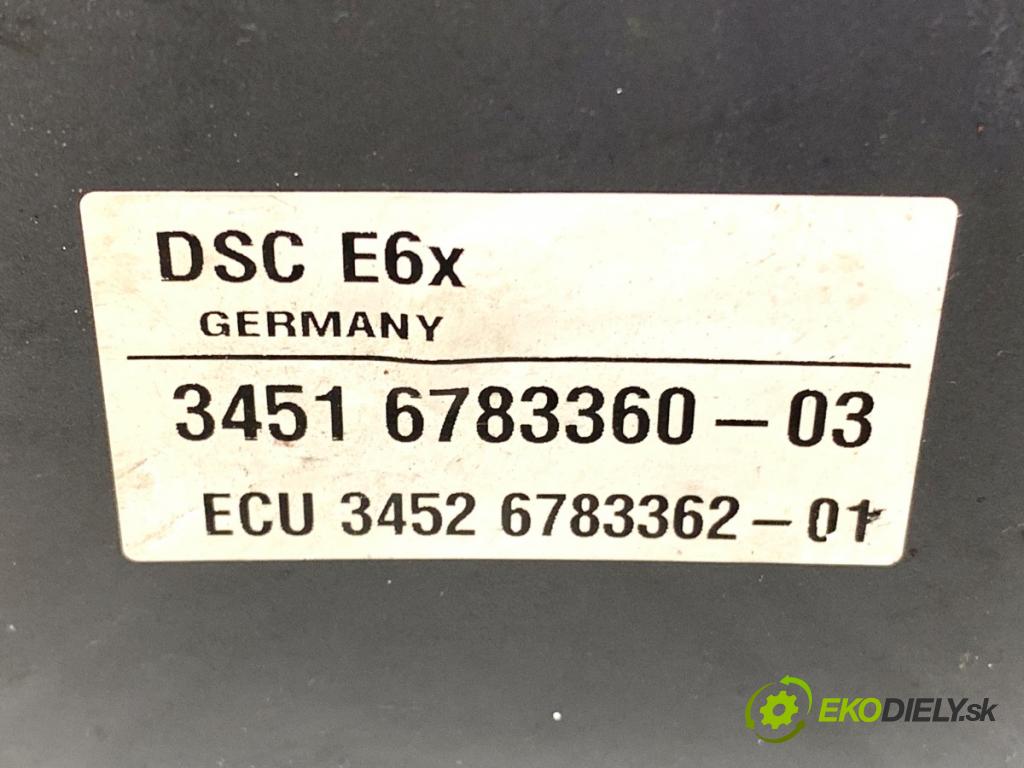 DSC E6x
GERMANY
3451 6783360-03
ECU 3452 6783362-01
EKODIELY.sk